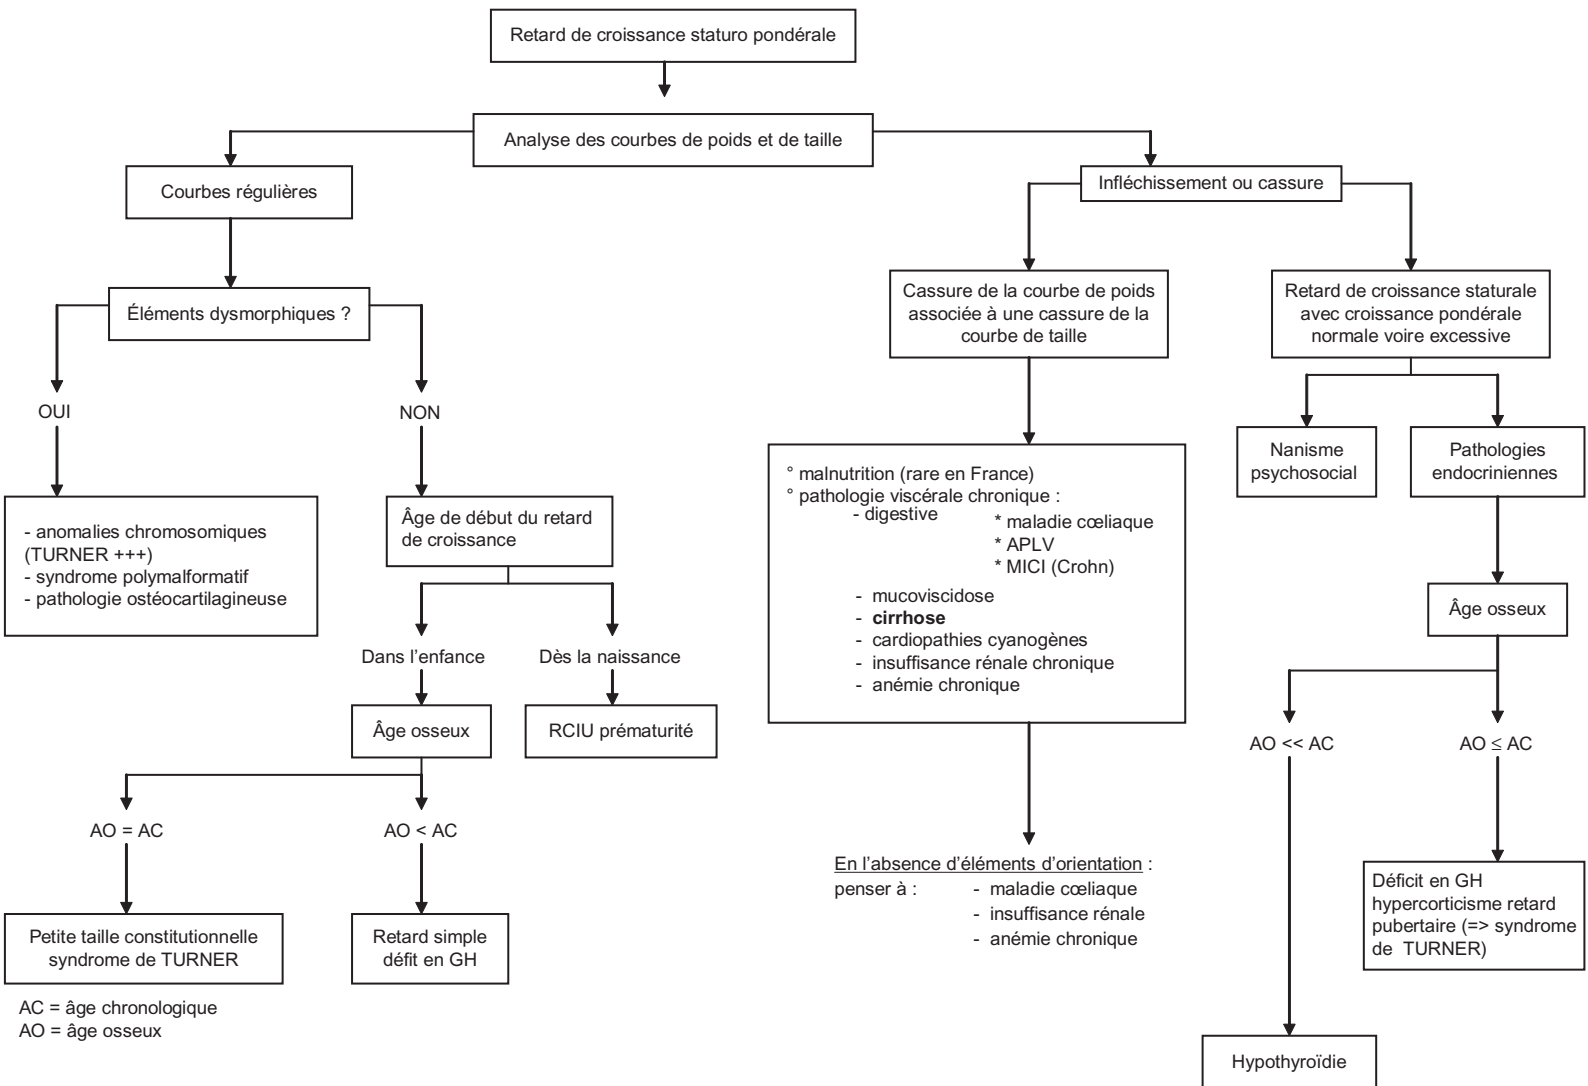 Retard de croissance staturo pondérale
Analyse des courbes de poids et de taille
Courbes régulières
Infléchissement ou cassure
Éléments dysmorphiques ?
Cassure de la courbe de poids
associée à une cassure de la
courbe de taille
Retard de croissance staturale
avec croissance pondérale
normale voire excessive
OUI
NON
Nanisme
psychosocial
Pathologies
endocriniennes
- anomalies chromosomiques
(TURNER +++)
- syndrome polymalformatif
- pathologie ostéocartilagineuse
Âge de début du retard
de croissance
° malnutrition (rare en France)
° pathologie viscérale chronique :
- digestive
* maladie cœliaque
* APLV
* MICI (Crohn)
- mucoviscidose
- cirrhose
- cardiopathies cyanogènes
- insuffisance rénale chronique
- anémie chronique
Âge osseux
Dans l'enfance
Dès la naissance
Âge osseux
RCIU prématurité
AO << AC
AO ≤ AC
AO = AC
AO < AC
En l'absence d'éléments d'orientation :
penser à :
- maladie cœliaque
- insuffisance rénale
- anémie chronique
Déficit en GH
hypercorticisme retard
pubertaire (=> syndrome
de TURNER)
Petite taille constitutionnelle
syndrome de TURNER
Retard simple
défit en GH
AC = âge chronologique
AO = âge osseux
Hypothyroïdie